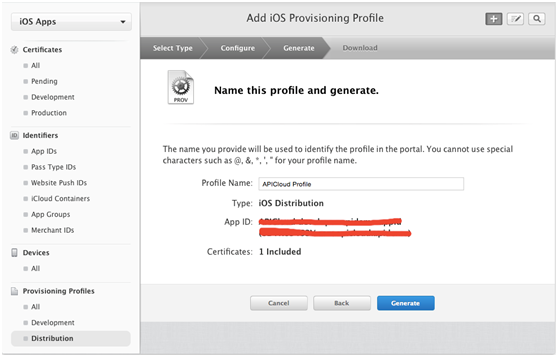 iOS Apps
Add iOS Provisioning Profile
Certificates
All
Pending
Development
Production
Identifiers
App IDs
Pass Type IDs
Website Push IDs
iCloud Containers
App Groups
Merchant IDs
Devices
All
Provisioning Profiles
All
Development
Distribution
Select Type
Configure
Generate
Download
PROV
Name this profile and generate.
The name you provide will be used to identify the profile in the portal. You cannot use special
characters such as @, &, *, ', " for your profile name.
Profile Name: APICloud Profile
Type: iOS Distribution
App ID:
Certificates: 1 Included
Cancel
Back
Generate